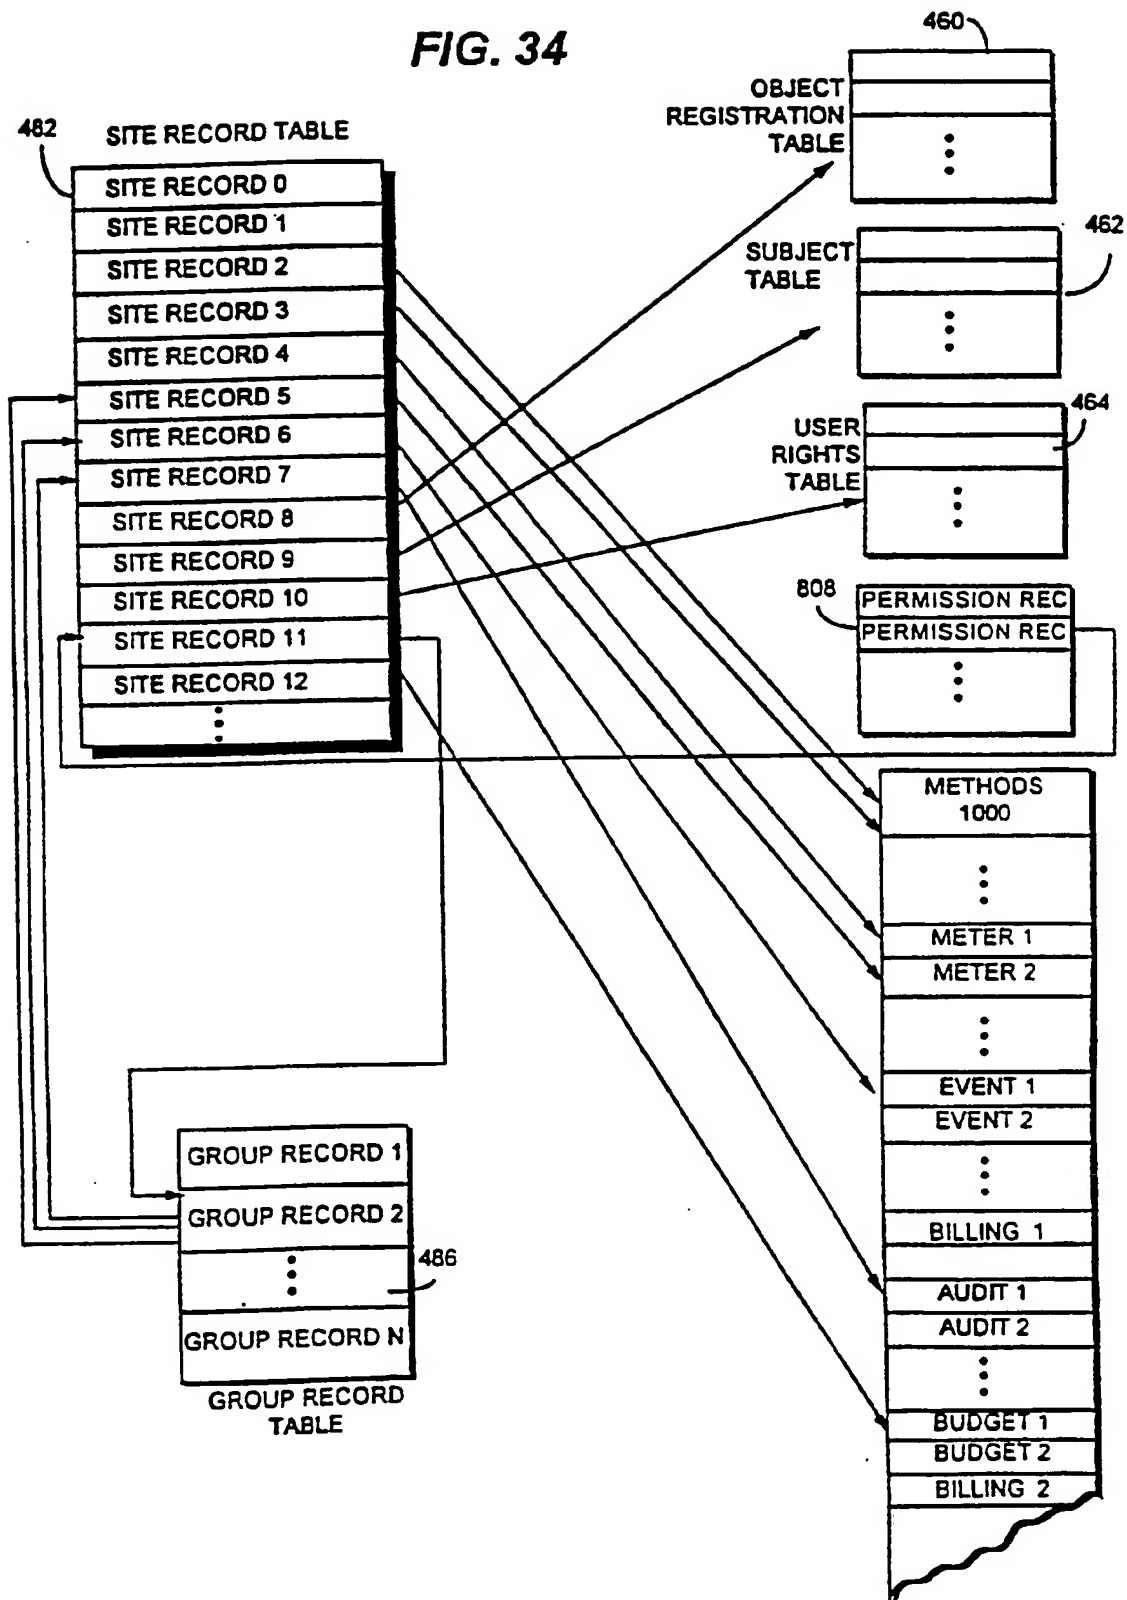 FIG. 34
482
SITE RECORD TABLE
SITE RECORD 0
SITE RECORD 1
SITE RECORD 2
SITE RECORD 3
SITE RECORD 4
SITE RECORD 5
SITE RECORD 6
SITE RECORD 7
SITE RECORD 8
SITE RECORD 9
SITE RECORD 10
SITE RECORD 11
SITE RECORD 12
460
OBJECT
REGISTRATION
TABLE
462
SUBJECT
TABLE
464
USER
RIGHTS
TABLE
808
PERMISSION REC
PERMISSION REC
METHODS
1000
METER 1
METER 2
EVENT 1
EVENT 2
BILLING 1
AUDIT 1
AUDIT 2
BUDGET 1
BUDGET 2
BILLING 2
GROUP RECORD 1
GROUP RECORD 2
486
GROUP RECORD N
GROUP RECORD
TABLE